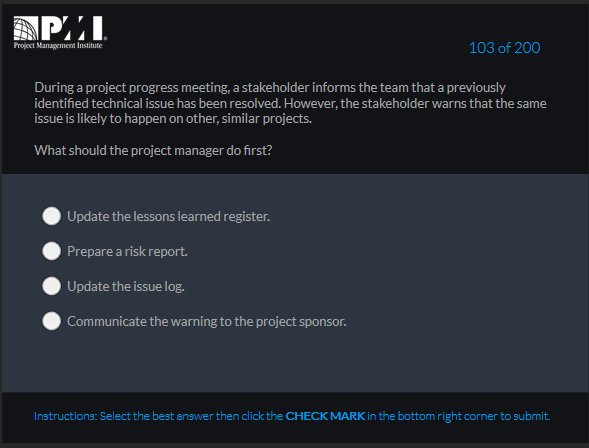 PMI
Project Management Institute
103 of 200
During a project progress meeting, a stakeholder informs the team that a previously
identified technical issue has been resolved. However, the stakeholder warns that the same
issue is likely to happen on other, similar projects.
What should the project manager do first?
Update the lessons learned register.
Prepare a risk report.
Update the issue log.
Communicate the warning to the project sponsor.
Instructions: Select the best answer then click the CHECK MARK in the bottom right corner to submit.